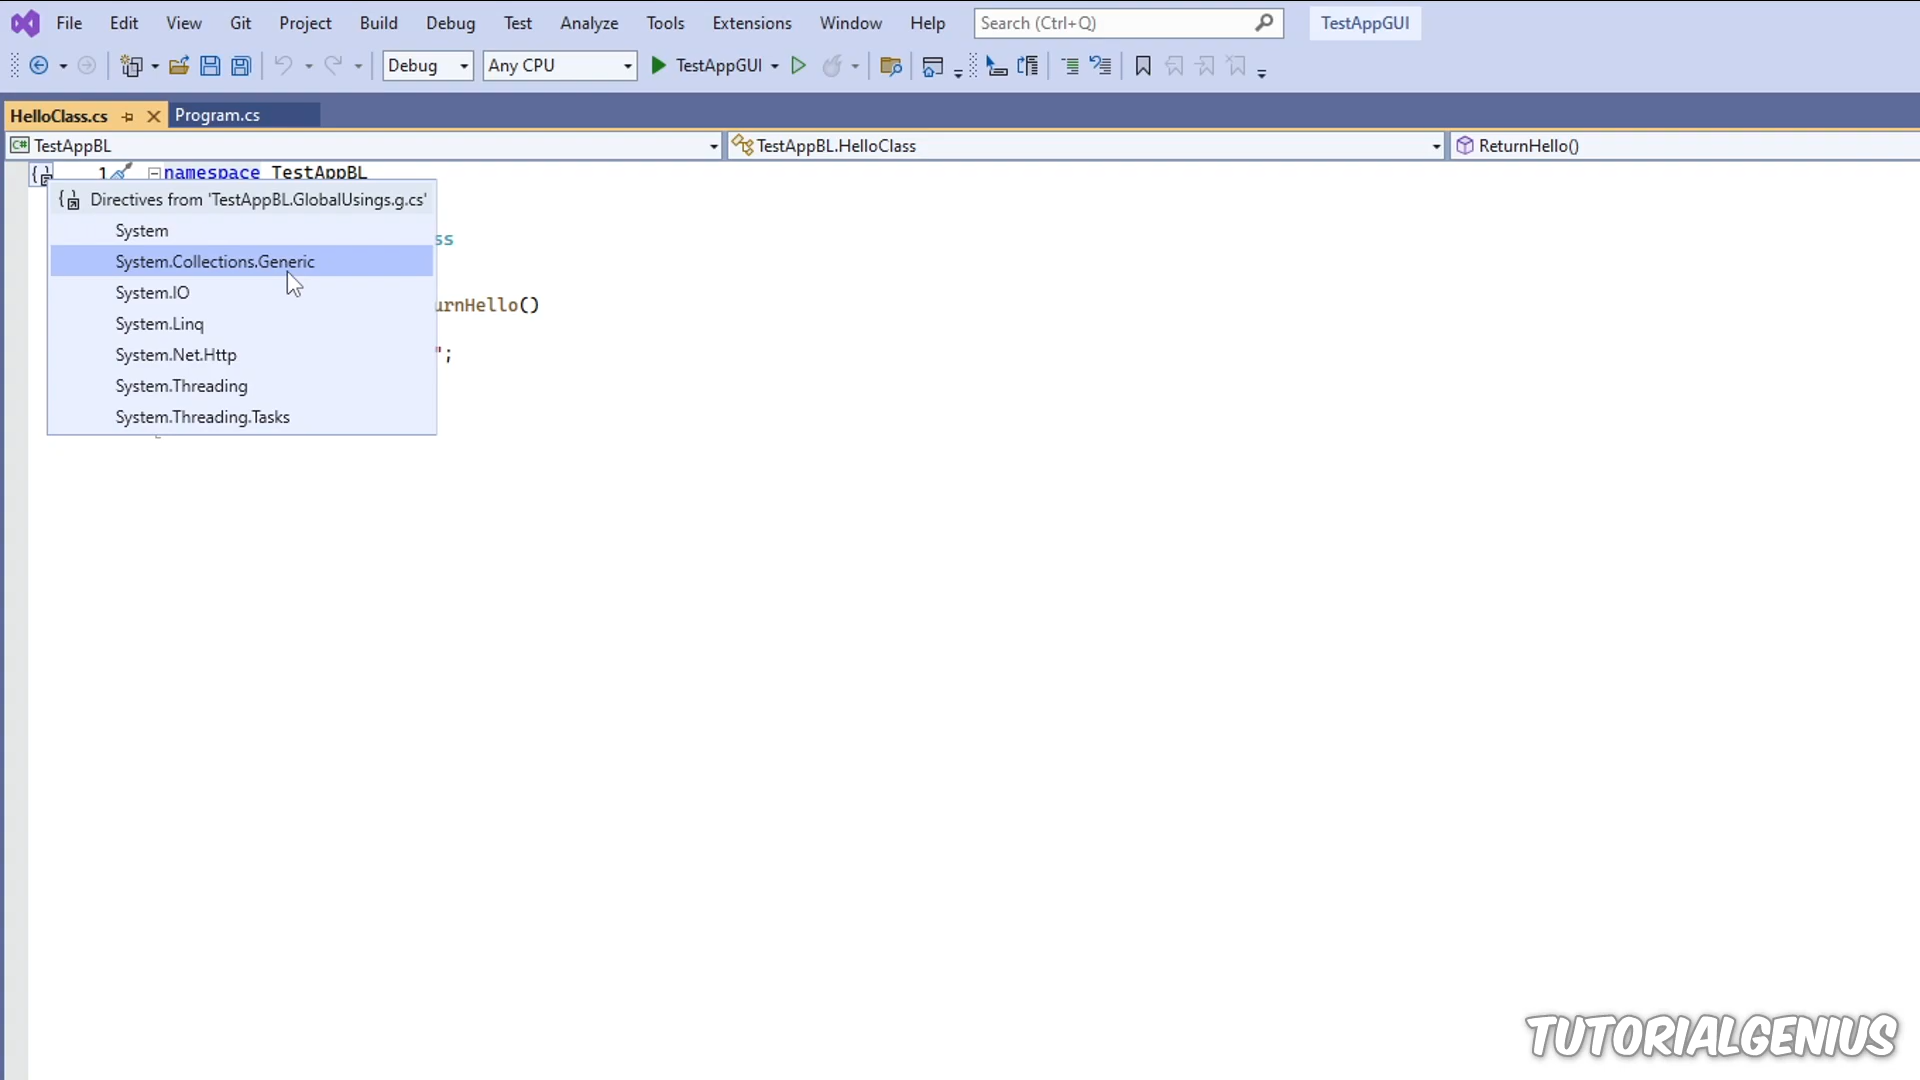 File Edit View Git Project Build Debug Test Analyze Tools Extensions Window Help Search (Ctrl+Q) TestAppGUI
Debug Any CPU TestAppGUI
HelloClass.cs Program.cs
C# TestAppBL TestAppBL.HelloClass ReturnHello()
1 namespace TestAppBL
Directives from 'TestAppBL.GlobalUsings.g.cs'
System
ss
System.Collections.Generic
System.IO
urnHello()
System.Linq
System.Net.Http
";
System.Threading
System.Threading.Tasks
TUTORIALGENIUS